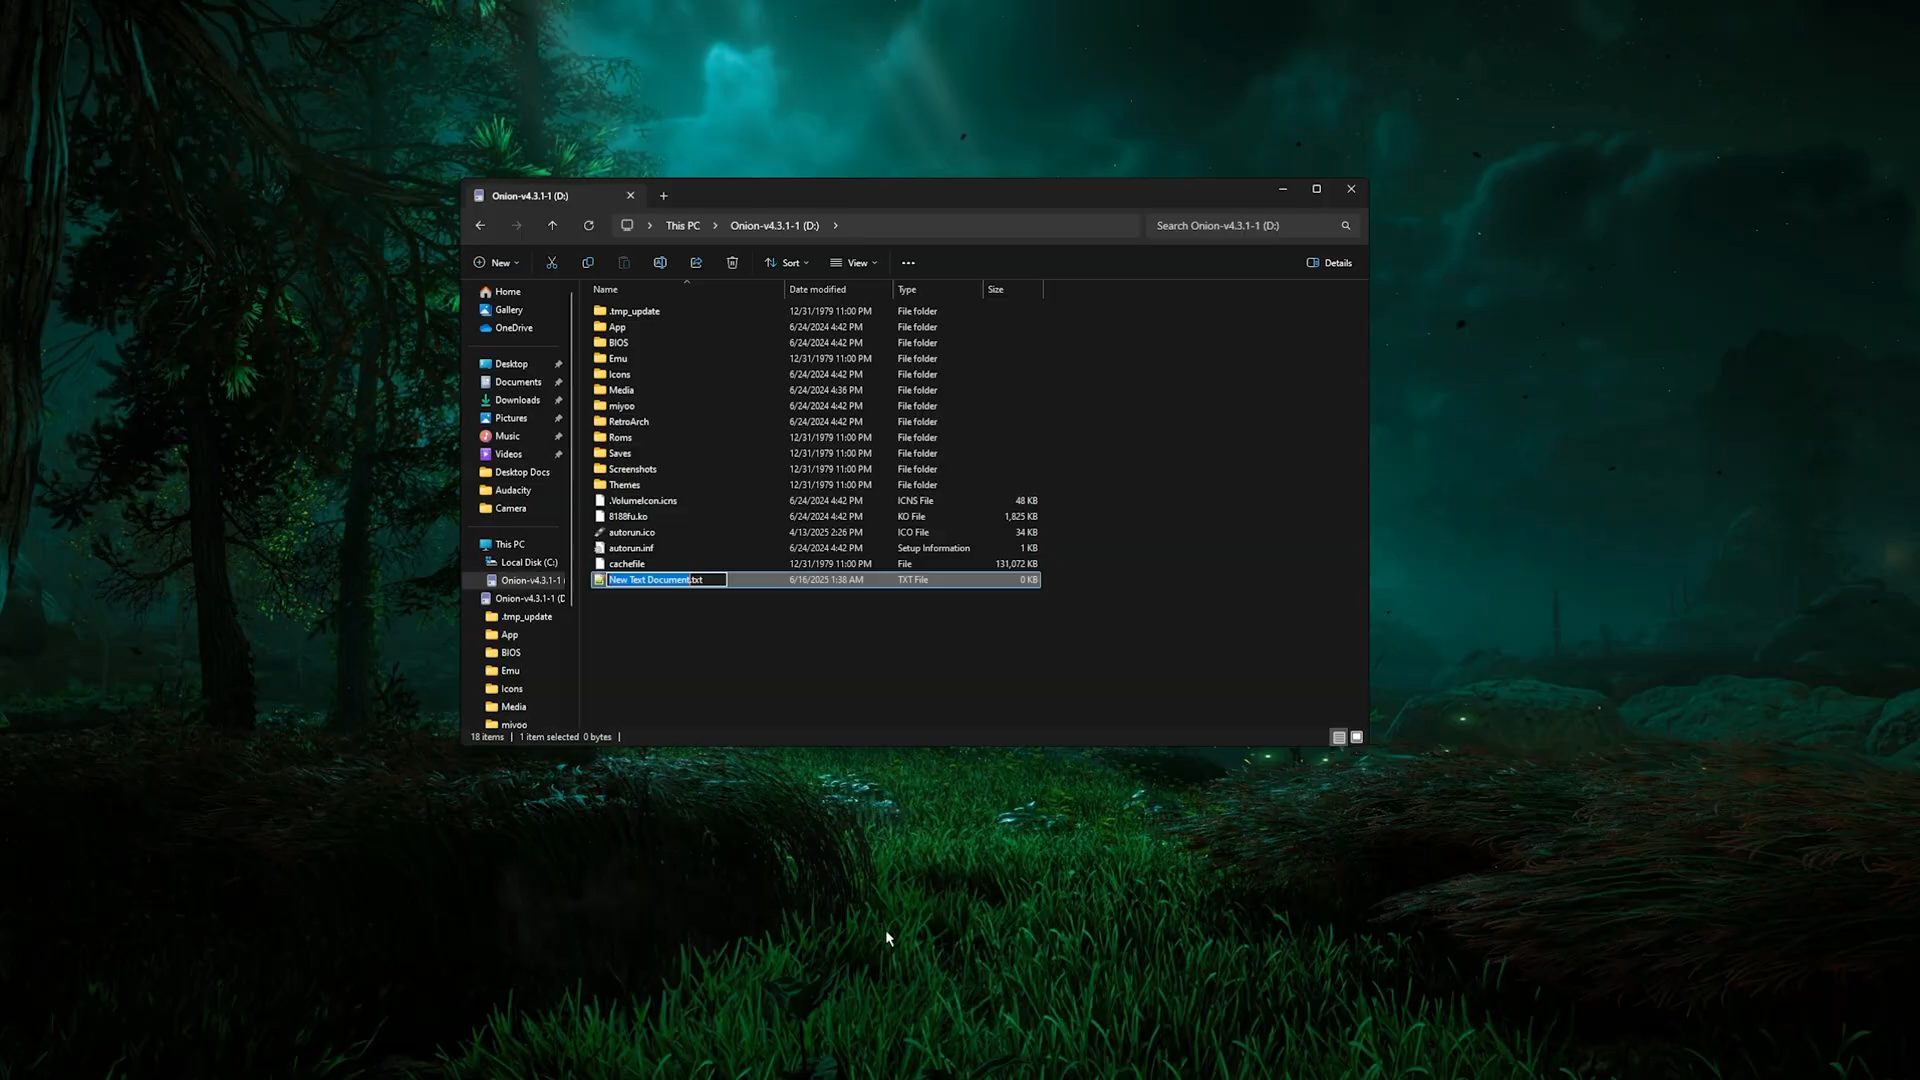 Onion-v4.3.1-1 (D:)
This PC > Onion-v4.3.1-1 (D:) >
Search Onion-v4.3.1-1 (D:)
New
Sort
View
Details
Name Date modified Type Size
Home
Gallery
OneDrive
Desktop
Documents
Downloads
Pictures
Music
Videos
Desktop Docs
Audacity
Camera
This PC
Local Disk (C:)
Onion-v4.3.1-1 (
Onion-v4.3.1-1 (D
.tmp_update
App
BIOS
Emu
Icons
Media
miyoo
.tmp_update 12/31/1979 11:00 PM File folder
App 6/24/2024 4:42 PM File folder
BIOS 6/24/2024 4:42 PM File folder
Emu 12/31/1979 11:00 PM File folder
Icons 6/24/2024 4:42 PM File folder
Media 6/24/2024 4:36 PM File folder
miyoo 6/24/2024 4:42 PM File folder
RetroArch 6/24/2024 4:42 PM File folder
Roms 12/31/1979 11:00 PM File folder
Saves 12/31/1979 11:00 PM File folder
Screenshots 12/31/1979 11:00 PM File folder
Themes 12/31/1979 11:00 PM File folder
.VolumeIcon.icns 6/24/2024 4:42 PM ICNS File 48 KB
8188fu.ko 6/24/2024 4:42 PM KO File 1,825 KB
autorun.ico 4/13/2025 2:26 PM ICO File 34 KB
autorun.inf 6/24/2024 4:42 PM Setup Information 1 KB
cachefile 12/31/1979 11:00 PM File 131,072 KB
New Text Document.txt 6/16/2025 1:38 AM TXT File 0 KB
18 items | 1 item selected 0 bytes |